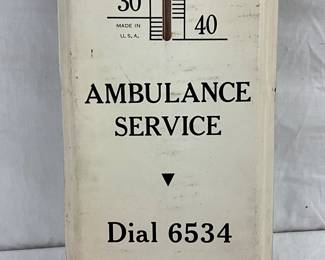 30
40
MADE IN
U.S.A.
AMBULANCE
SERVICE
Dial 6534